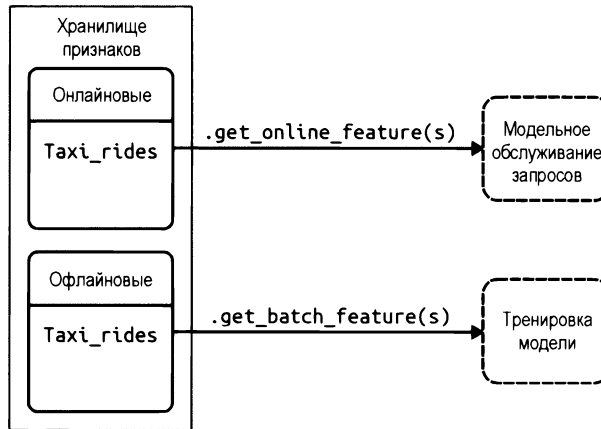 Хранилище
признаков
Онлайновые
Taxi_rides
.get_online_feature(s)
Модельное
обслуживание
запросов
Офлайновые
Taxi_rides
.get_batch_feature(s)
Тренировка
модели